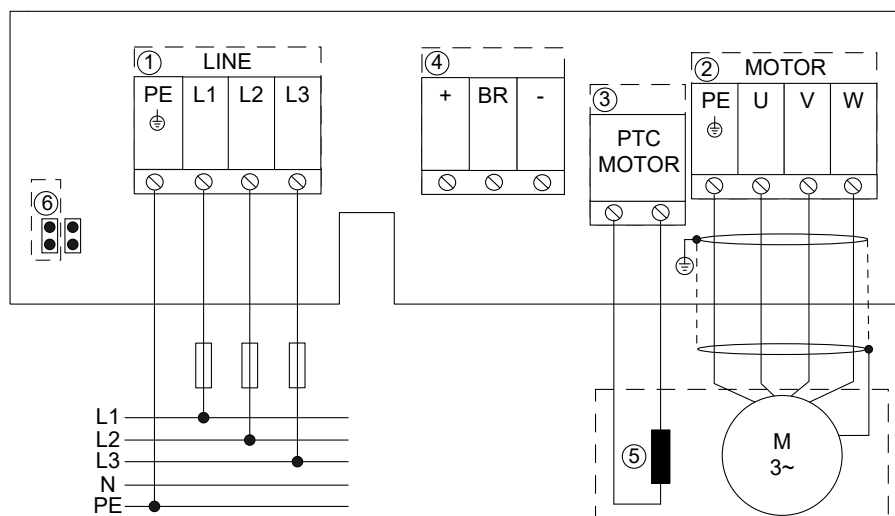 ① LINE
PE L1 L2 L3
④
+ BR -
③
PTC
MOTOR
② MOTOR
PE U V W
⑥
L1
L2
L3
N
PE
⑤
M
3~